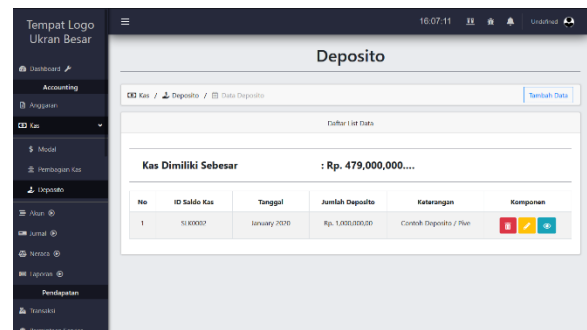 Tempat Logo
Ukran Besar
16:07:11
Undefined
Dashboard
Accounting
Anggaran
Kas
Modal
Pembagian Kas
Deposito
Akun
Jurnal
Neraca
Laporan
Pendapatan
Transaksi
Deposito
Kas / Deposito / Data Deposito
Tambah Data
Daftar List Data
Kas Dimiliki Sebesar : Rp. 479,000,000....
No ID Saldo Kas Tanggal Jumlah Deposito Keterangan Komponen
1 SLK0002 January 2020 Rp. 1,000,000,00 Contoh Deposito / Pive